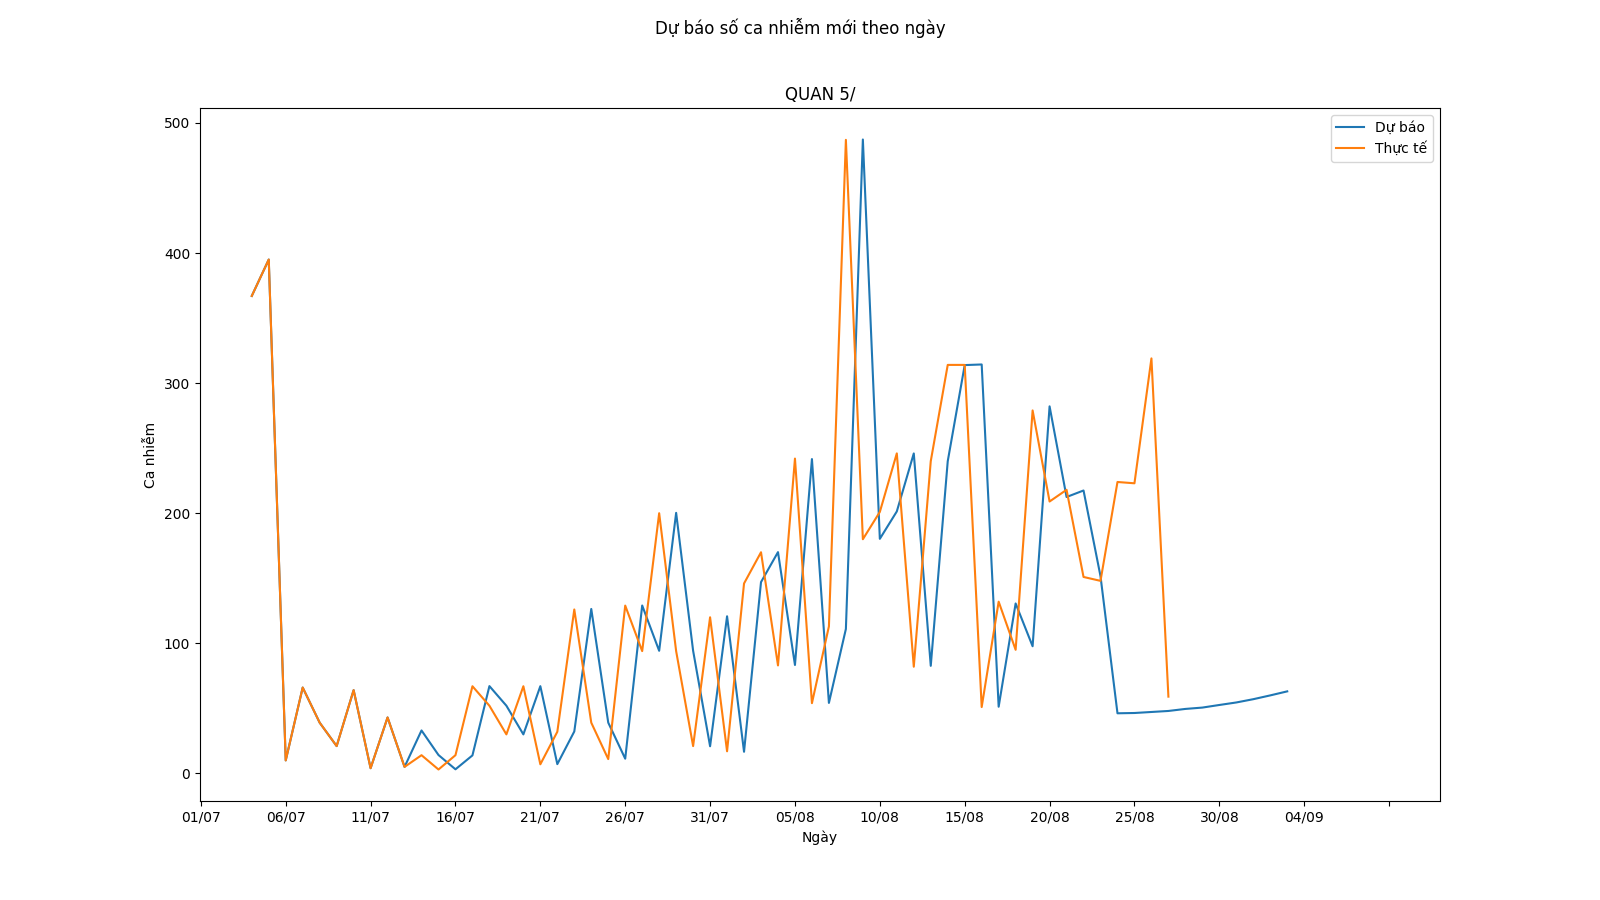 Dự báo số ca nhiễm mới theo ngày
QUAN 5/
Dự báo
Thực tế
500
400
300
200
100
0
Ca nhiễm
01/07 06/07 11/07 16/07 21/07 26/07 31/07 05/08 10/08 15/08 20/08 25/08 30/08 04/09
Ngày